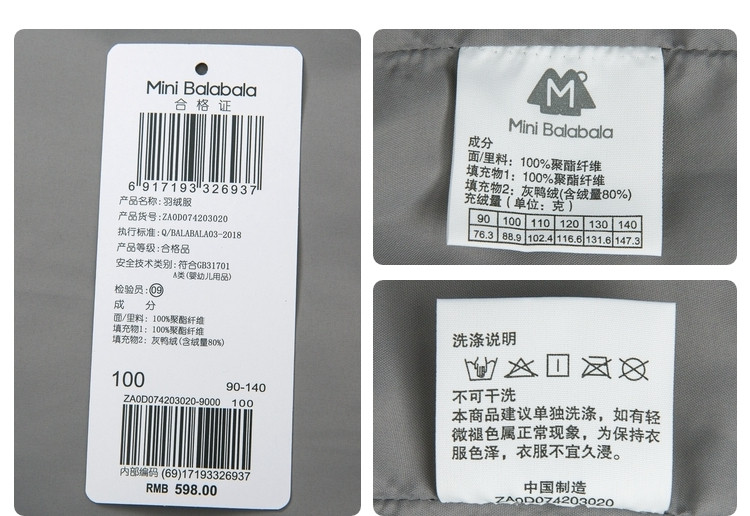 Mini Balabala
合格证
6 917193 326937
产品名称: 羽绒服
产品货号: ZA0D074203020
执行标准: Q/BALABALA03-2018
产品等级: 合格品
安全技术类别: 符合GB31701
A类(婴幼儿用品)
检验员: 09
成 分
面/里料: 100%聚酯纤维
填充物1: 100%聚酯纤维
填充物2: 灰鸭绒(含绒量80%)
100 90-140
ZA0D074203020-9000 100
内部编码 (69)17193326937
RMB 598.00
M
Mini Balabala
成分
面/里料: 100%聚酯纤维
填充物1: 100%聚酯纤维
填充物2: 灰鸭绒(含绒量80%)
充绒量 (单位: 克)
90 100 110 120 130 140
76.3 88.9 102.4 116.6 131.6 147.3
洗涤说明
不可干洗
本商品建议单独洗涤，如有轻
微褪色属正常现象，为保持衣
服色泽，衣服不宜久浸。
中国制造
ZA0D074203020